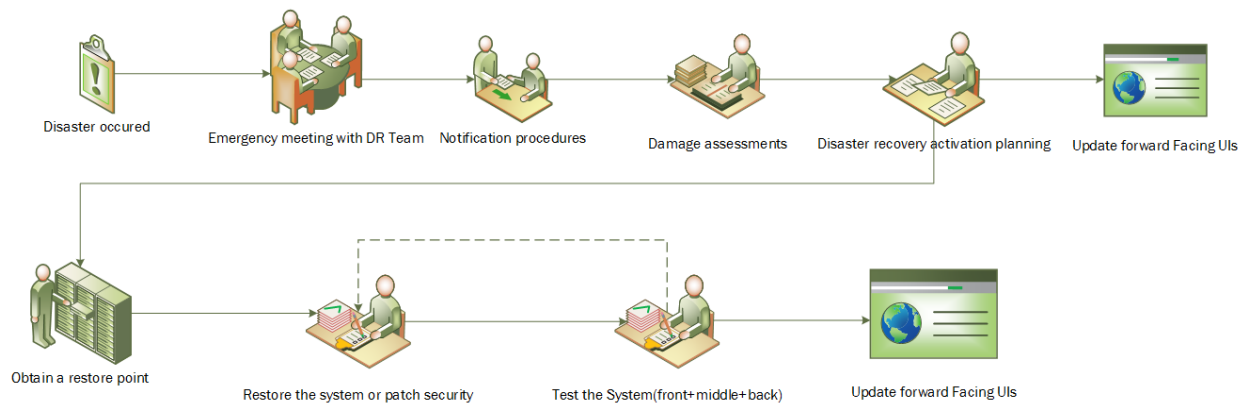 Disaster occured
Emergency meeting with DR Team
Notification procedures
Damage assessments
Disaster recovery activation planning
Update forward Facing UIs
Obtain a restore point
Restore the system or patch security
Test the System(front+middle+back)
Update forward Facing UIs